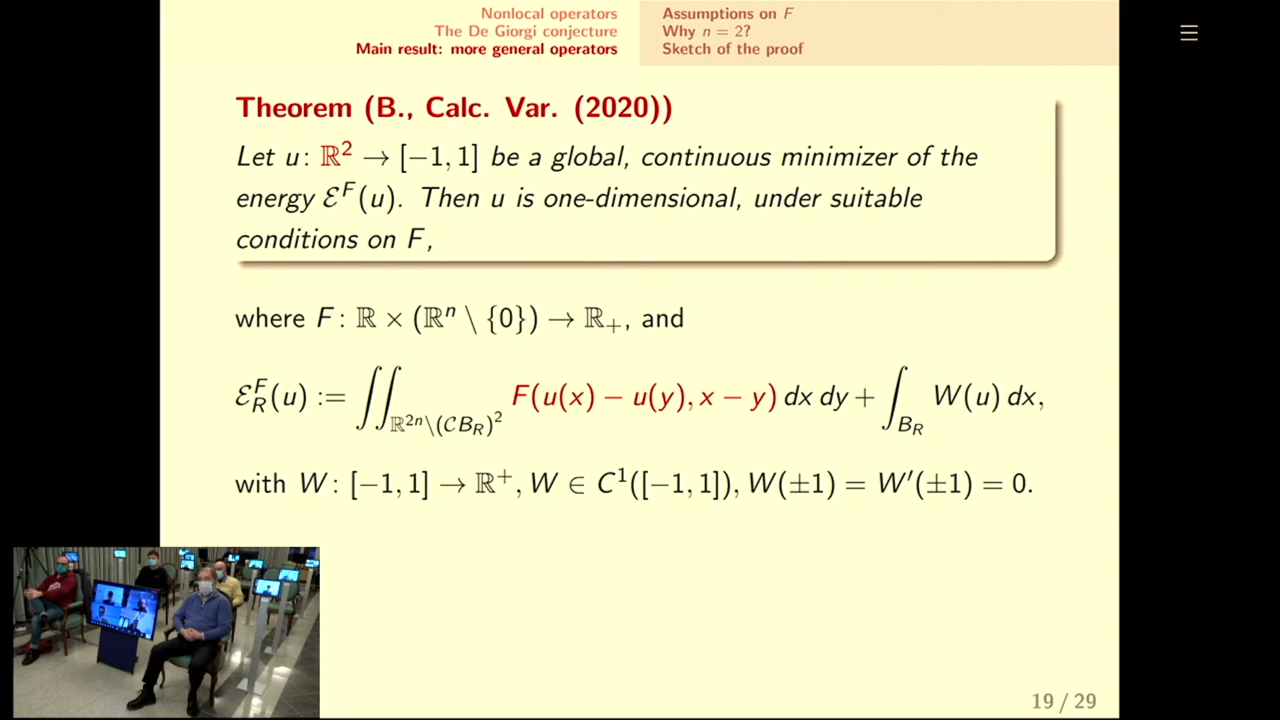 Nonlocal operators
The De Giorgi conjecture
Main result: more general operators
Assumptions on F
Why n = 2?
Sketch of the proof
Theorem (B., Calc. Var. (2020))
Let u: ℝ² → [−1, 1] be a global, continuous minimizer of the
energy ℰ^F(u). Then u is one-dimensional, under suitable
conditions on F,
where F: ℝ × (ℝⁿ \ {0}) → ℝ₊, and
ℰ_R^F(u) := ∬_{ℝ²ⁿ\(𝒞B_R)²} F(u(x) − u(y), x − y) dx dy + ∫_{B_R} W(u) dx,
with W: [−1, 1] → ℝ⁺, W ∈ C¹([−1, 1]), W(±1) = W′(±1) = 0.
19 / 29